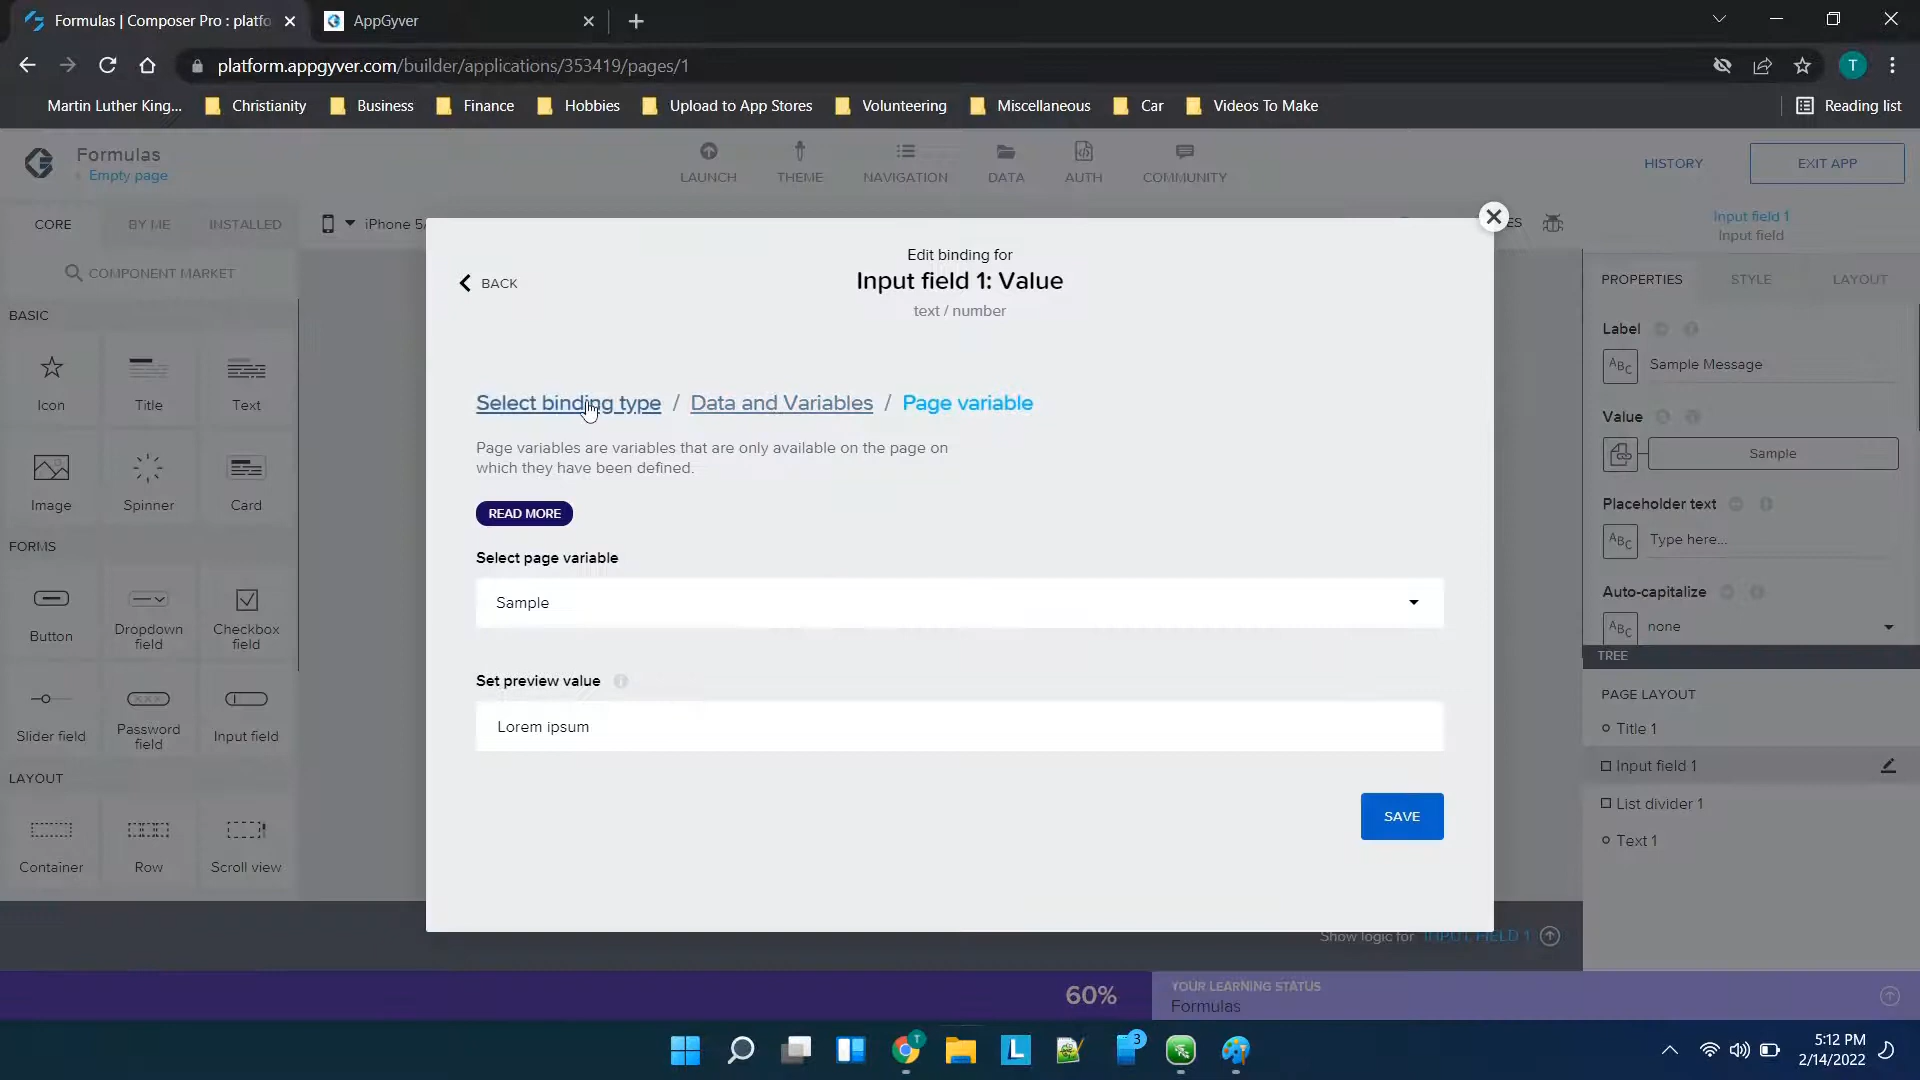 Formulas | Composer Pro : platfo
AppGyver
platform.appgyver.com/builder/applications/353419/pages/1
T
Martin Luther King...
Christianity
Business
Finance
Hobbies
Upload to App Stores
Volunteering
Miscellaneous
Car
Videos To Make
Reading list
Formulas
Empty page
LAUNCH
THEME
NAVIGATION
DATA
AUTH
COMMUNITY
HISTORY
EXIT APP
CORE
BY ME
INSTALLED
iPhone 5/
ES
Input field 1
Input field
COMPONENT MARKET
BASIC
Icon
Title
Text
Image
Spinner
Card
FORMS
Button
Dropdown field
Checkbox field
Slider field
Password field
Input field
LAYOUT
Container
Row
Scroll view
Edit binding for
BACK
Input field 1: Value
text / number
Select binding type / Data and Variables / Page variable
Page variables are variables that are only available on the page on
which they have been defined.
READ MORE
Select page variable
Sample
Set preview value
Lorem ipsum
SAVE
PROPERTIES
STYLE
LAYOUT
Label
ABC
Sample Message
Value
Sample
Placeholder text
ABC
Type here...
Auto-capitalize
ABC
none
TREE
PAGE LAYOUT
Title 1
Input field 1
List divider 1
Text 1
Show logic for INPUT FIELD 1
60%
YOUR LEARNING STATUS
Formulas
T
L
3
5:12 PM
2/14/2022